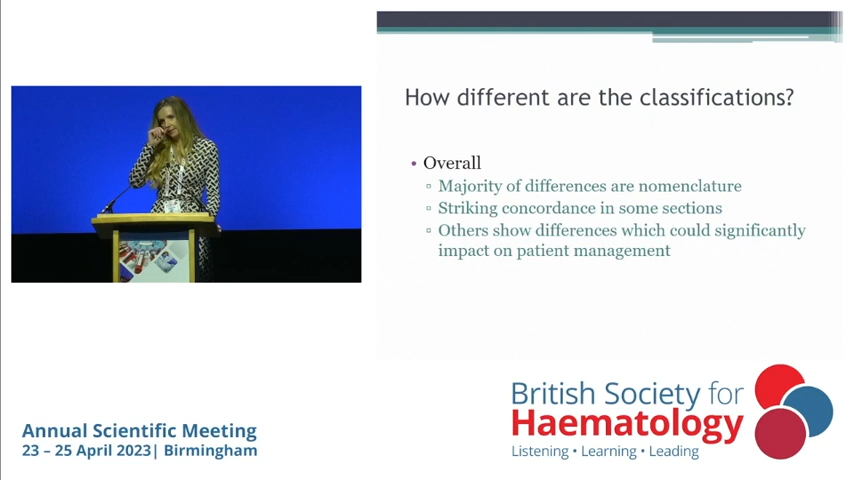 How different are the classifications?
• Overall
▫ Majority of differences are nomenclature
▫ Striking concordance in some sections
▫ Others show differences which could significantly
impact on patient management
Annual Scientific Meeting
23 – 25 April 2023| Birmingham
British Society for
Haematology
Listening • Learning • Leading